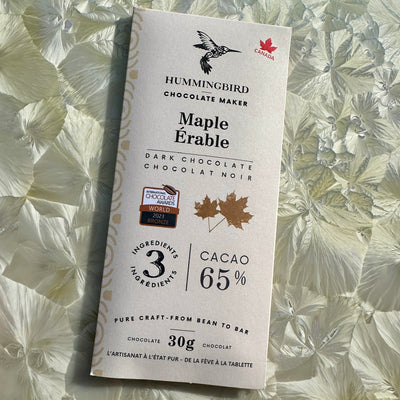 CANADA
HUMMINGBIRD
CHOCOLATE MAKER
Maple
Érable
DARK CHOCOLATE
CHOCOLAT NOIR
INTERNATIONAL
CHOCOLATE
AWARDS
WORLD
2023
BRONZE
INGREDIENTS
3
INGRÉDIENTS
CACAO
65%
PURE CRAFT-FROM BEAN TO BAR
CHOCOLATE 30g CHOCOLAT
L'ARTISANAT À L'ÉTAT PUR - DE LA FÈVE À LA TABLETTE